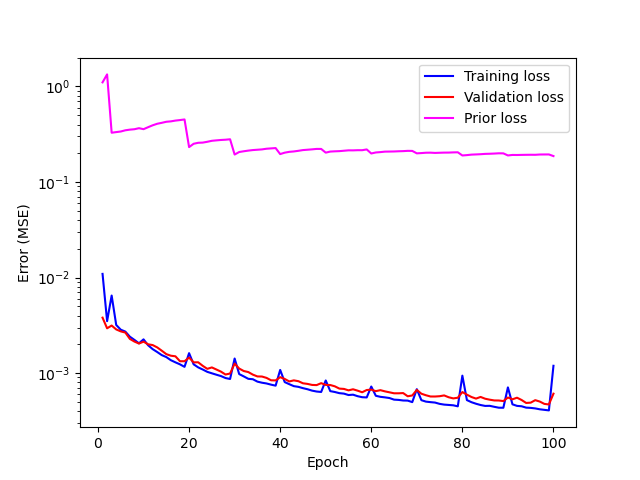 Training loss
Validation loss
Prior loss
Error (MSE)
10⁰
10⁻¹
10⁻²
10⁻³
0
20
40
60
80
100
Epoch